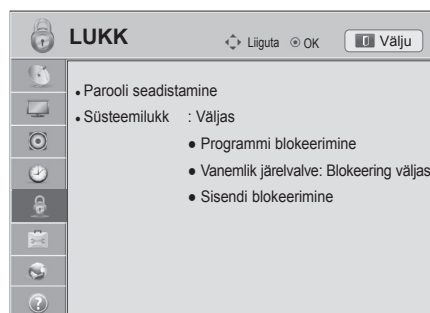 LUKK
Liiguta OK
Välju
• Parooli seadistamine
• Süsteemilukk : Väljas
● Programmi blokeerimine
● Vanemlik järelvalve: Blokeering väljas
● Sisendi blokeerimine
?